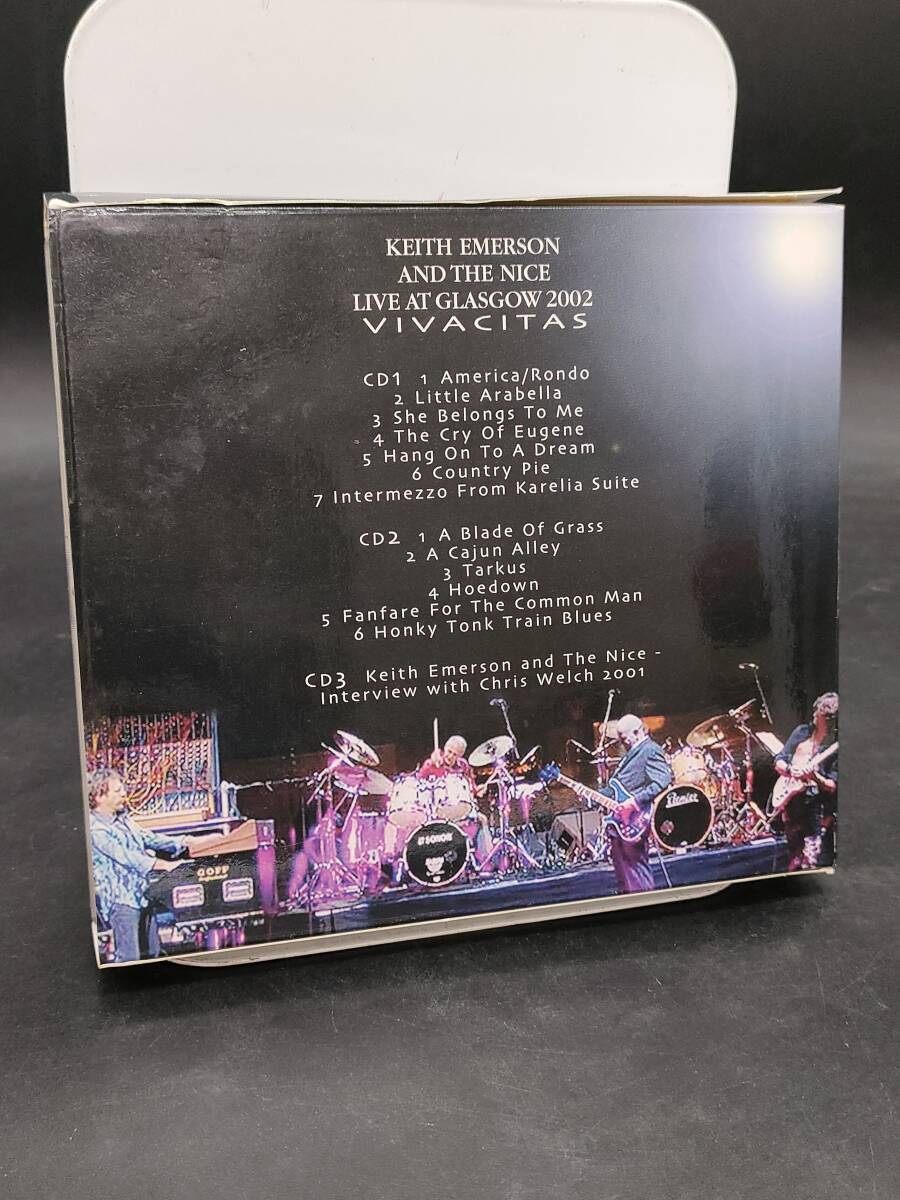 KEITH EMERSON
AND THE NICE
LIVE AT GLASGOW 2002
VIVACITAS
CD1 1 America/Rondo
2 Little Arabella
3 She Belongs To Me
4 The Cry Of Eugene
5 Hang On To A Dream
6 Country Pie
7 Intermezzo From Karelia Suite
CD2 1 A Blade Of Grass
2 A Cajun Alley
3 Tarkus
4 Hoedown
5 Fanfare For The Common Man
6 Honky Tonk Train Blues
CD3 Keith Emerson and The Nice -
Interview with Chris Welch 2001
GOFF
SONOR
Premier